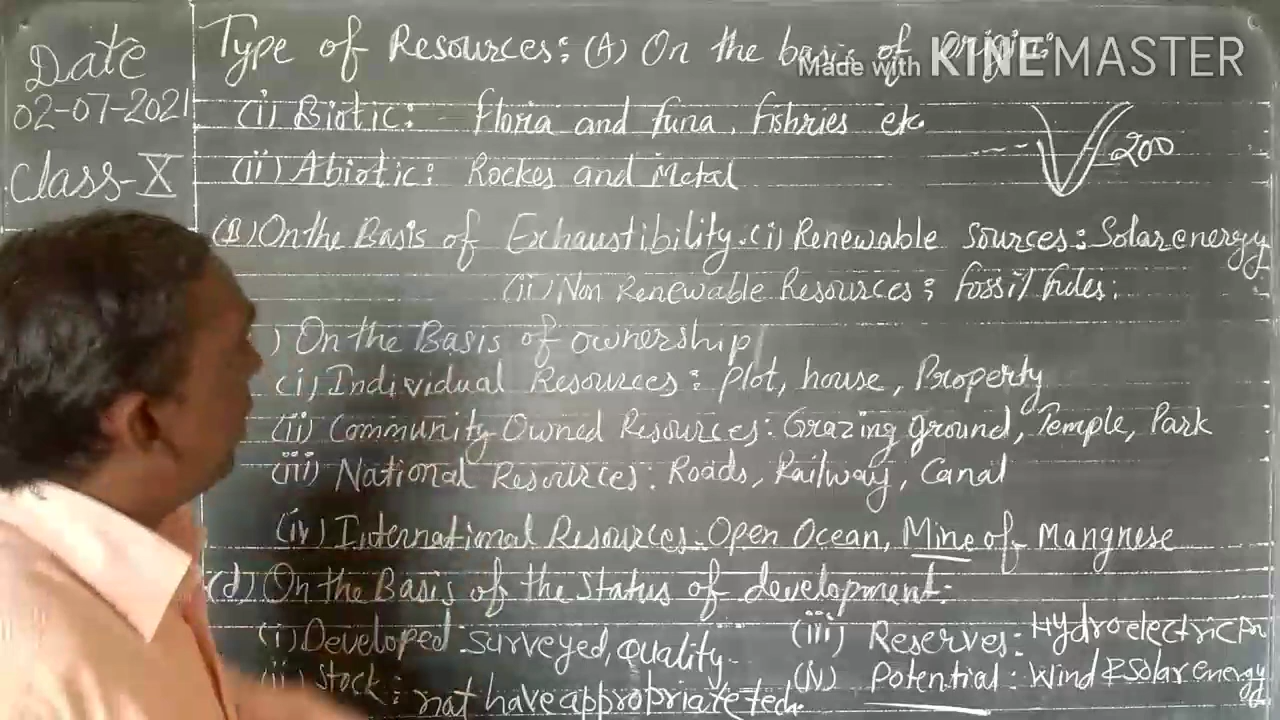 Date
02-07-2021
Class-X
Type of Resources: (A) On the basis of origin:
Made with KINEMASTER
(i) Biotic: floria and funa, fishries etc.
(ii) Abiotic: Rockes and Metal
200
(B) On the Basis of Exhaustibility. (i) Renewable Sources: Solar energy
(ii) Non Renewable Resources: fossil fules.
) On the Basis of ownership
(i) Individual Resources: plot, house, Property
(ii) Community Owned Resources: Grazing ground, Temple, Park
(iii) National Resources: Roads, Railway, Canal
(iv) International Resources. Open Ocean, Mine of Mangnese
(d) On the Basis of the Status of development:
(i) Developed: Surveyed, quality
(iii) Reserves: Hydroelectric
(ii) Stock: not have appropriate tech.
(IV) Potential: Wind & Solar energy